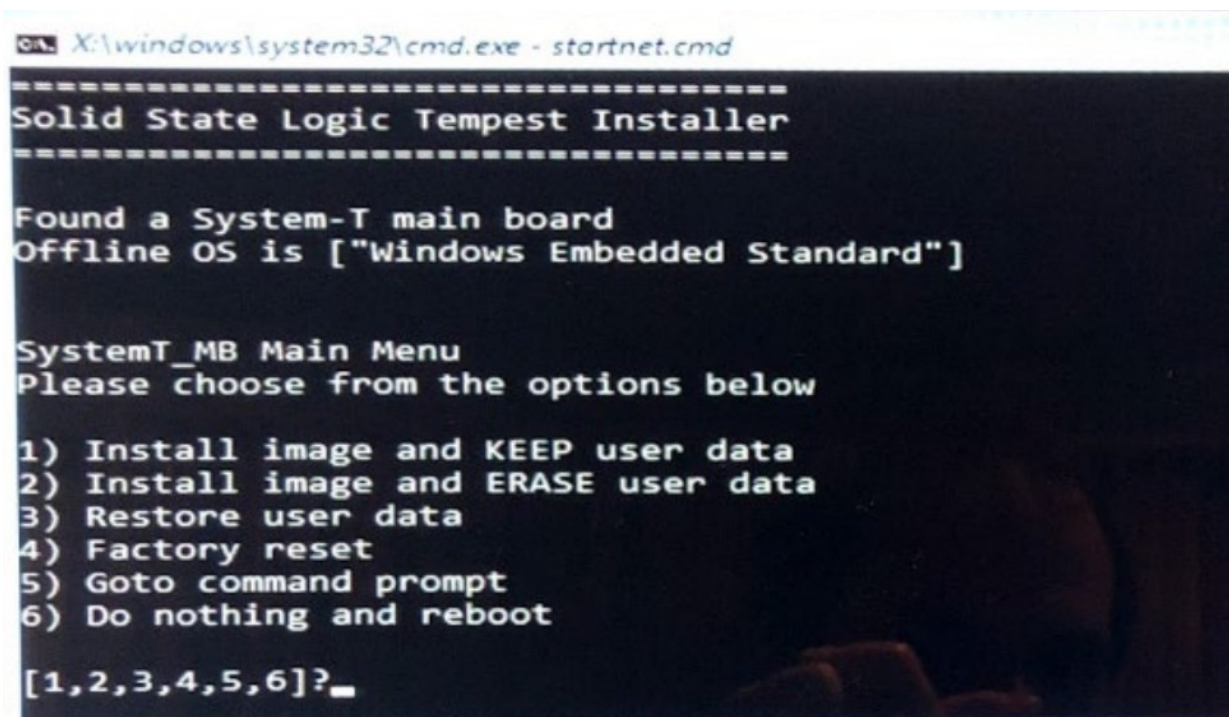 X:\windows\system32\cmd.exe - startnet.cmd
===================================
Solid State Logic Tempest Installer
===================================
Found a System-T main board
Offline OS is ["Windows Embedded Standard"]
SystemT_MB Main Menu
Please choose from the options below
1) Install image and KEEP user data
2) Install image and ERASE user data
3) Restore user data
4) Factory reset
5) Goto command prompt
6) Do nothing and reboot
[1,2,3,4,5,6]?